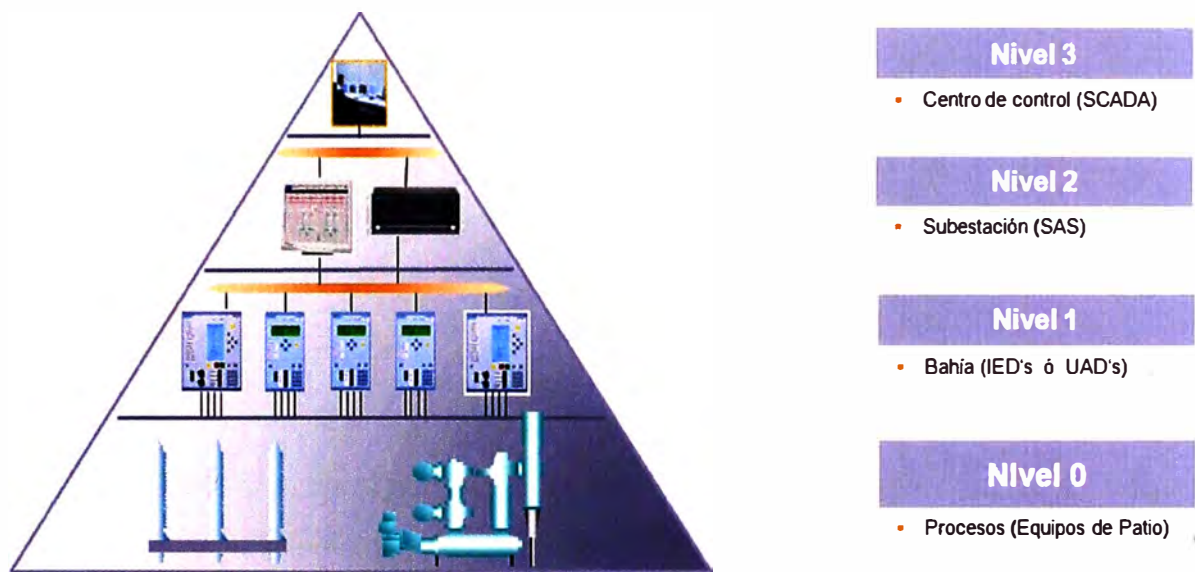 Nivel 3
• Centro de control (SCADA)
Nivel 2
• Subestación (SAS)
Nivel 1
• Bahía (IED's ó UAD's)
Nivel 0
• Procesos (Equipos de Patio)